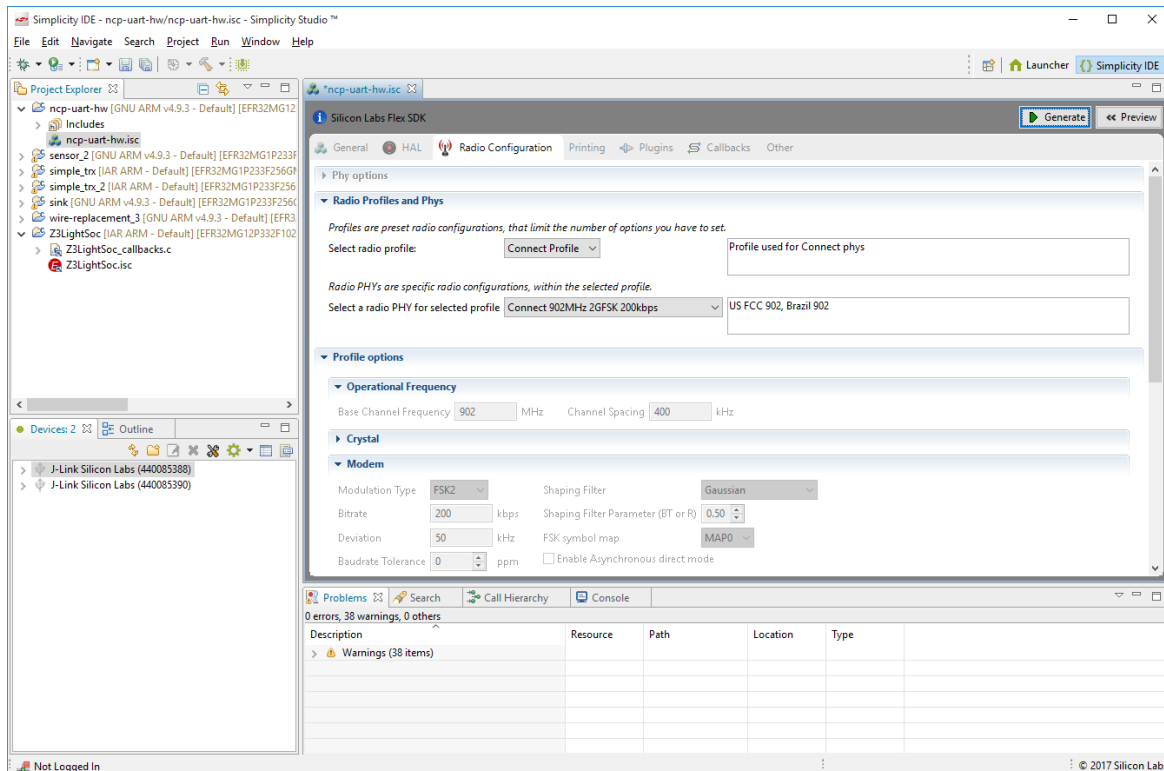 Simplicity IDE - ncp-uart-hw/ncp-uart-hw.isc - Simplicity Studio ™
File Edit Navigate Search Project Run Window Help
Launcher {} Simplicity IDE
Project Explorer
ncp-uart-hw [GNU ARM v4.9.3 - Default] [EFR32MG12
Includes
ncp-uart-hw.isc
sensor_2 [GNU ARM v4.9.3 - Default] [EFR32MG1P233F
simple_trx [IAR ARM - Default] [EFR32MG1P233F256GM
simple_trx_2 [IAR ARM - Default] [EFR32MG1P233F256
sink [GNU ARM v4.9.3 - Default] [EFR32MG1P233F256G
wire-replacement_3 [GNU ARM v4.9.3 - Default] [EFR3
Z3LightSoc [IAR ARM - Default] [EFR32MG12P332F102
Z3LightSoc_callbacks.c
Z3LightSoc.isc
Devices: 2 Outline
J-Link Silicon Labs (440085388)
J-Link Silicon Labs (440085390)
*ncp-uart-hw.isc
Silicon Labs Flex SDK Generate Preview
General HAL Radio Configuration Printing Plugins Callbacks Other
Phy options
Radio Profiles and Phys
Profiles are preset radio configurations, that limit the number of options you have to set.
Select radio profile: Connect Profile Profile used for Connect phys
Radio PHYs are specific radio configurations, within the selected profile.
Select a radio PHY for selected profile Connect 902MHz 2GFSK 200kbps US FCC 902, Brazil 902
Profile options
Operational Frequency
Base Channel Frequency 902 MHz Channel Spacing 400 kHz
Crystal
Modem
Modulation Type FSK2 Shaping Filter Gaussian
Bitrate 200 kbps Shaping Filter Parameter (BT or R) 0.50
Deviation 50 kHz FSK symbol map MAP0
Baudrate Tolerance 0 ppm Enable Asynchronous direct mode
Problems Search Call Hierarchy Console
0 errors, 38 warnings, 0 others
Description Resource Path Location Type
Warnings (38 items)
Not Logged In © 2017 Silicon Lab